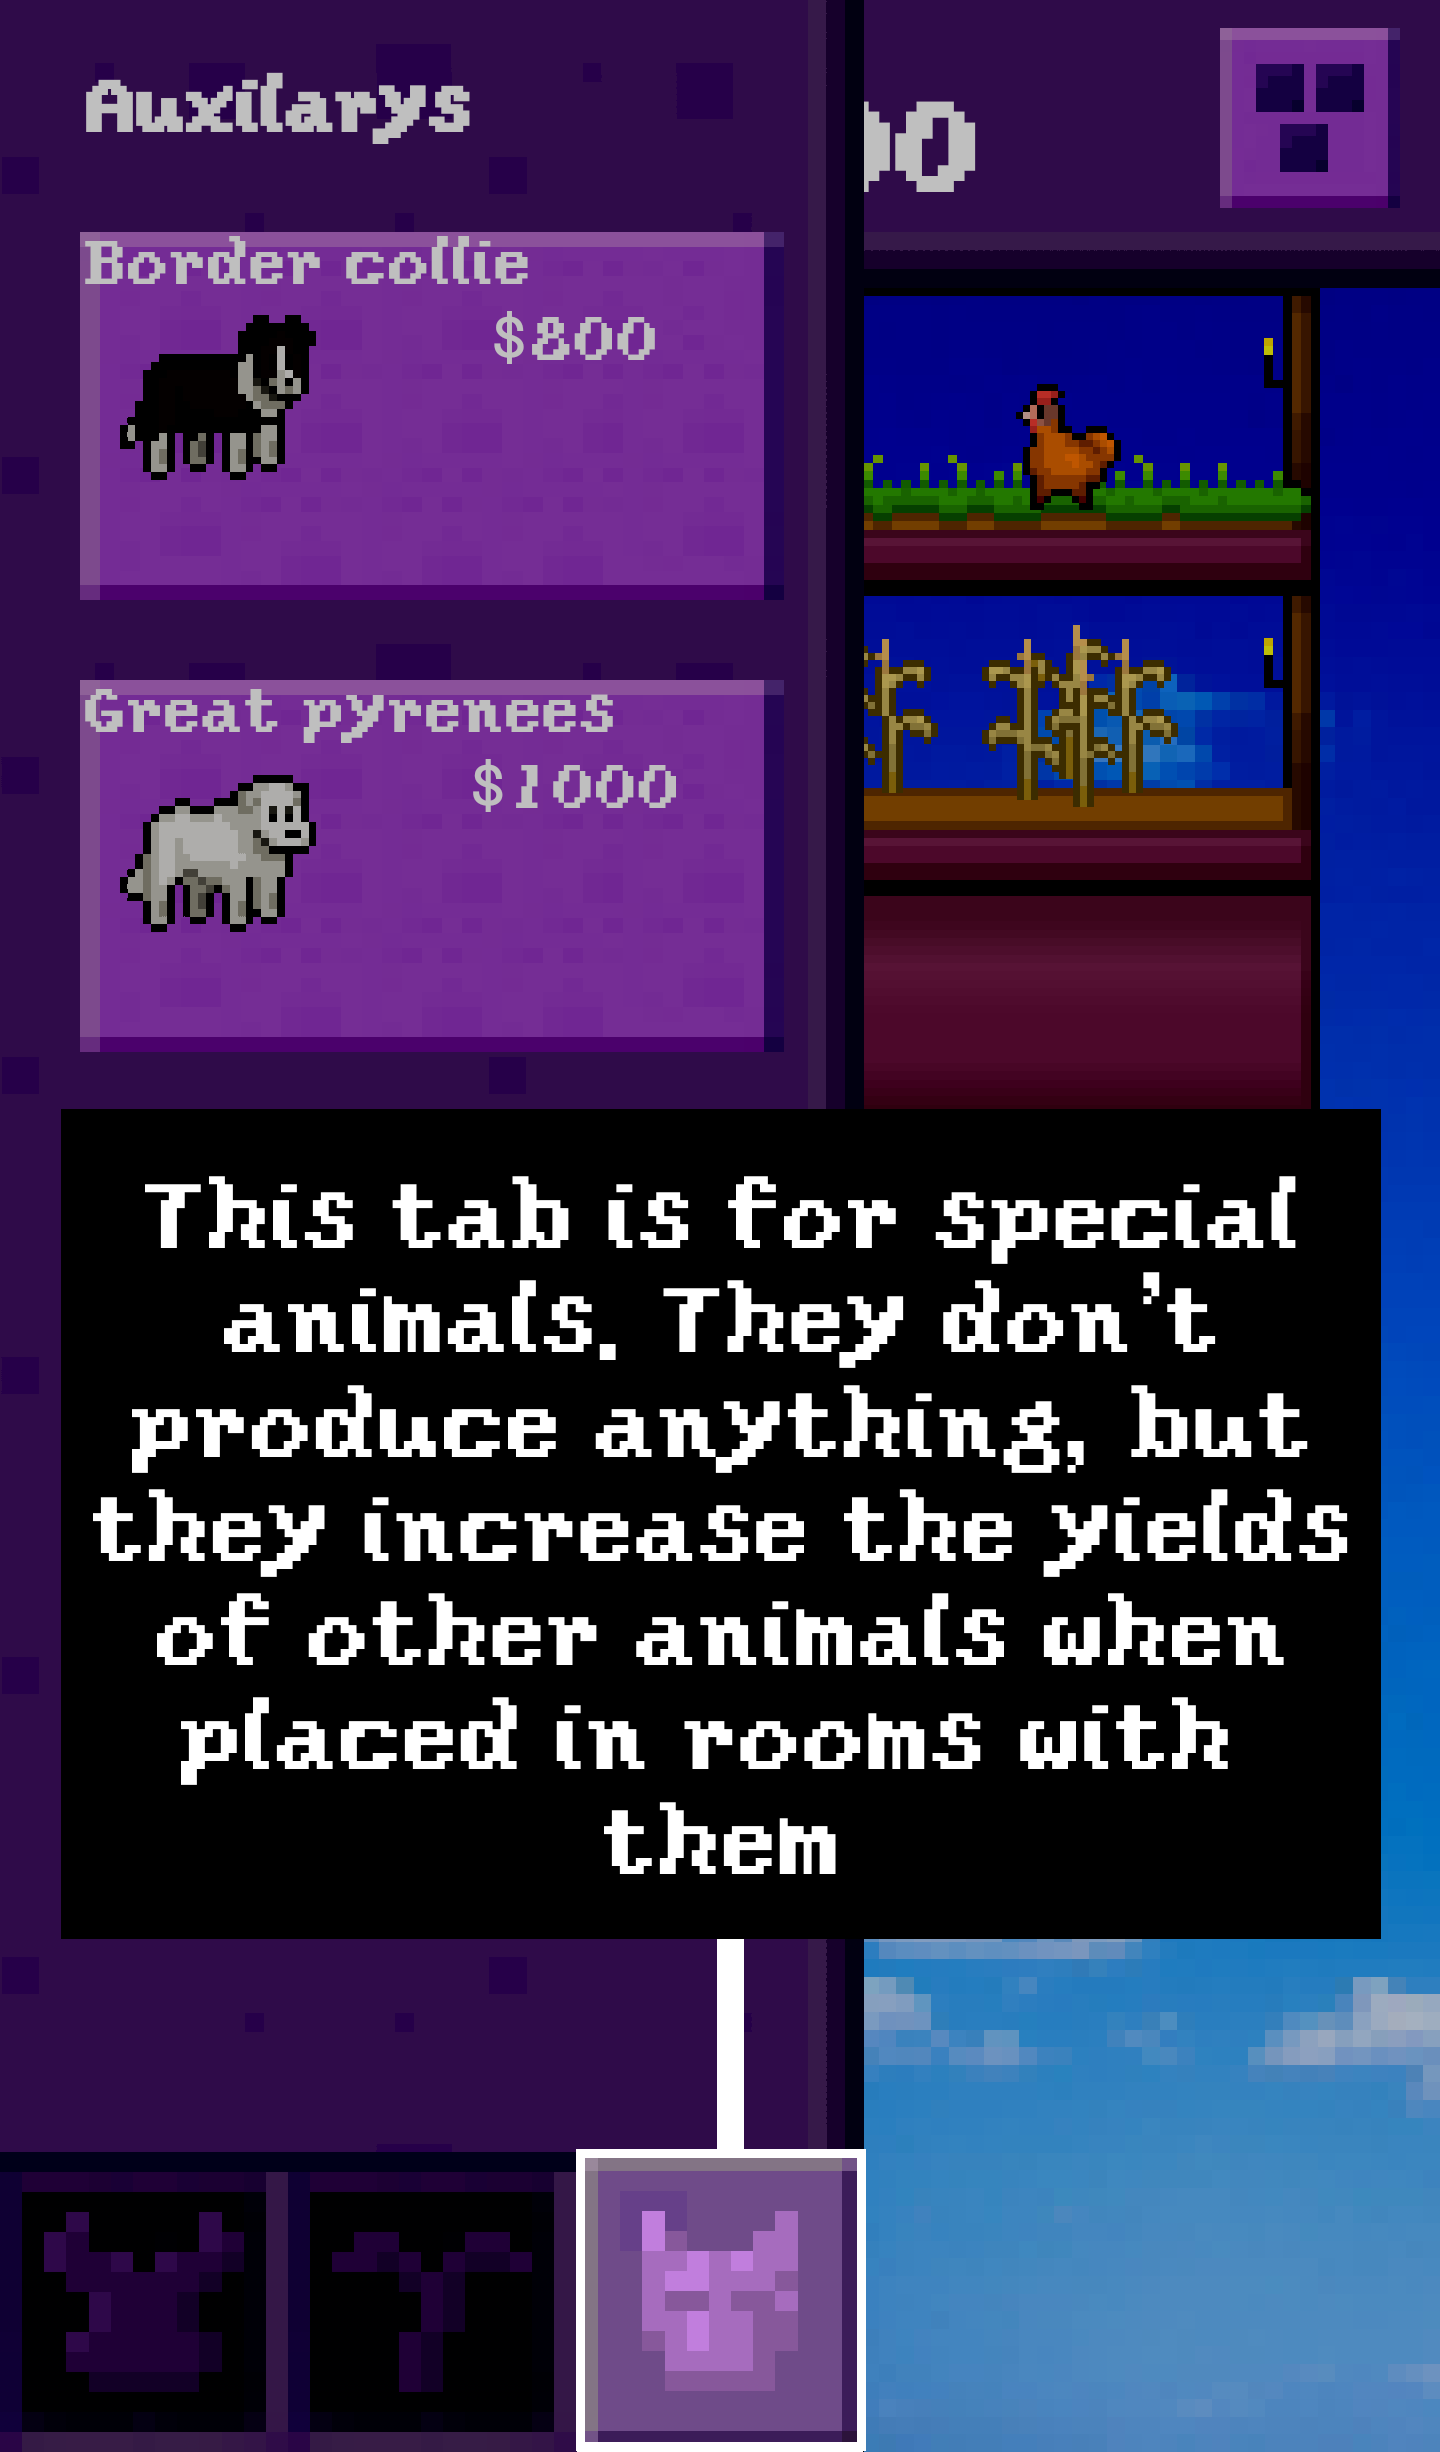 Auxilarys
00
Border collie
$800
Great pyrenees
$1000
This tab is for special
animals. They don't
produce anything, but
they increase the yields
of other animals when
placed in rooms with
them